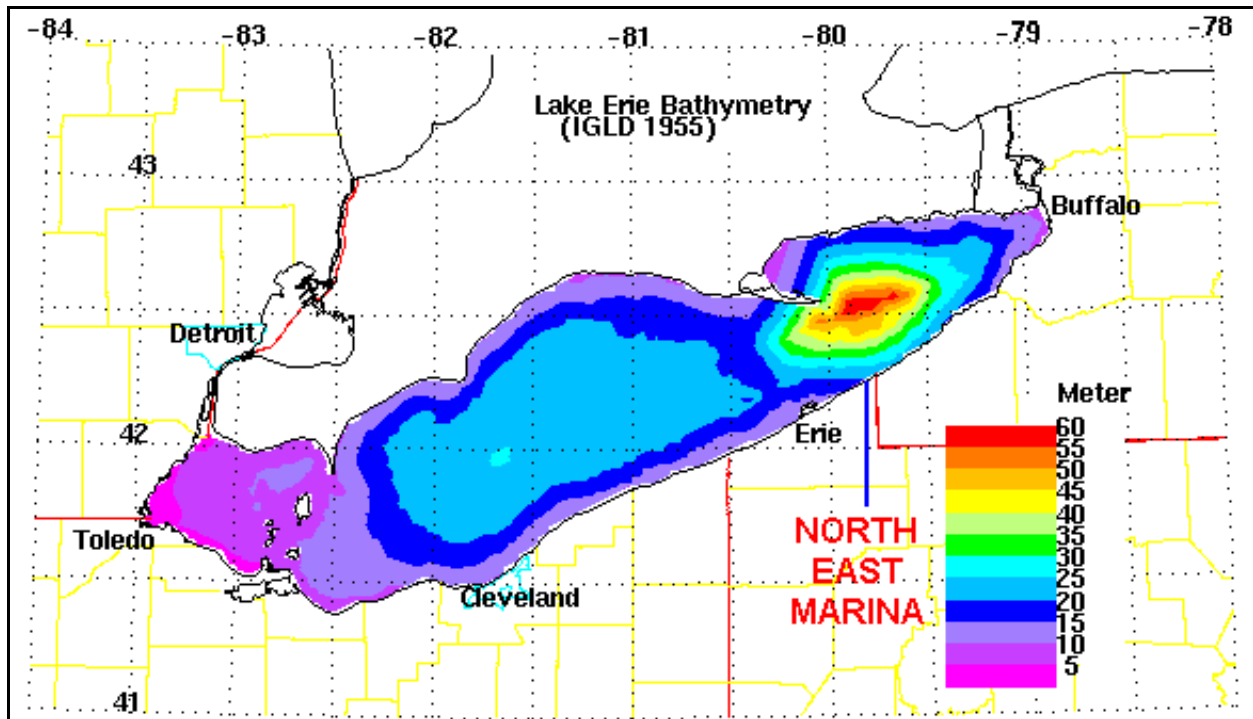 -84 -83 -82 -81 -80 -79 -78
Lake Erie Bathymetry
(IGLD 1955)
43
Buffalo
Detroit
Meter
42
Erie
60
55
50
45
40
35
30
25
20
15
10
5
NORTH
EAST
MARINA
Toledo
Cleveland
41